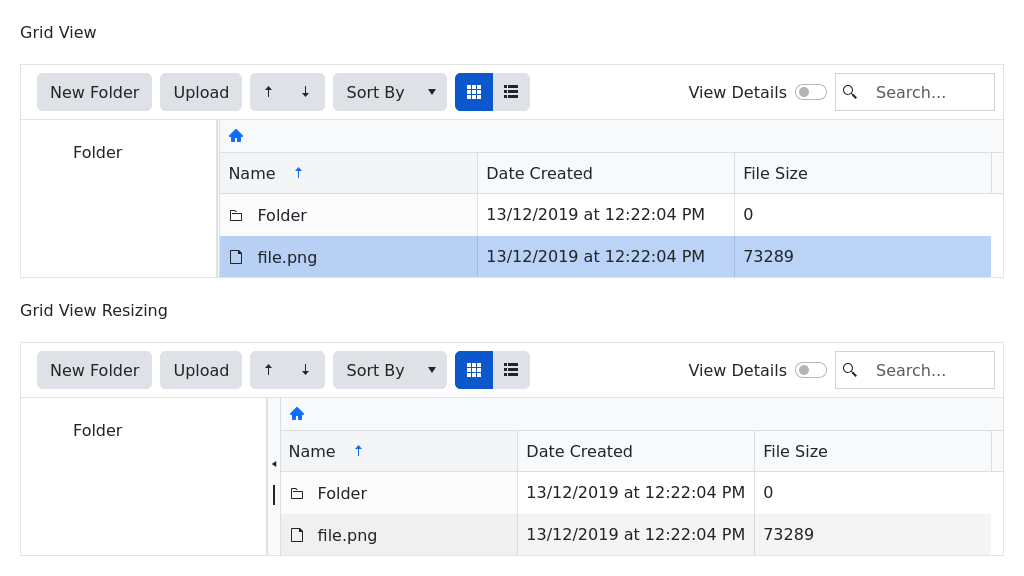 Grid View
New Folder Upload Sort By View Details Search...
Folder
Name Date Created File Size
Folder 13/12/2019 at 12:22:04 PM 0
file.png 13/12/2019 at 12:22:04 PM 73289
Grid View Resizing
New Folder Upload Sort By View Details Search...
Folder
Name Date Created File Size
Folder 13/12/2019 at 12:22:04 PM 0
file.png 13/12/2019 at 12:22:04 PM 73289